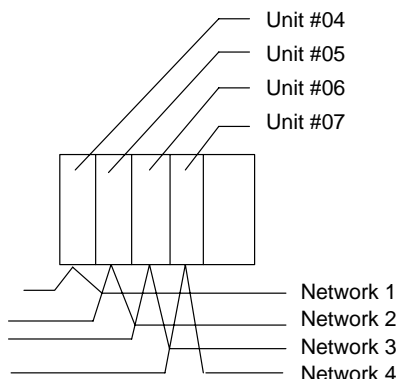 Unit #04
Unit #05
Unit #06
Unit #07
Network 1
Network 2
Network 3
Network 4